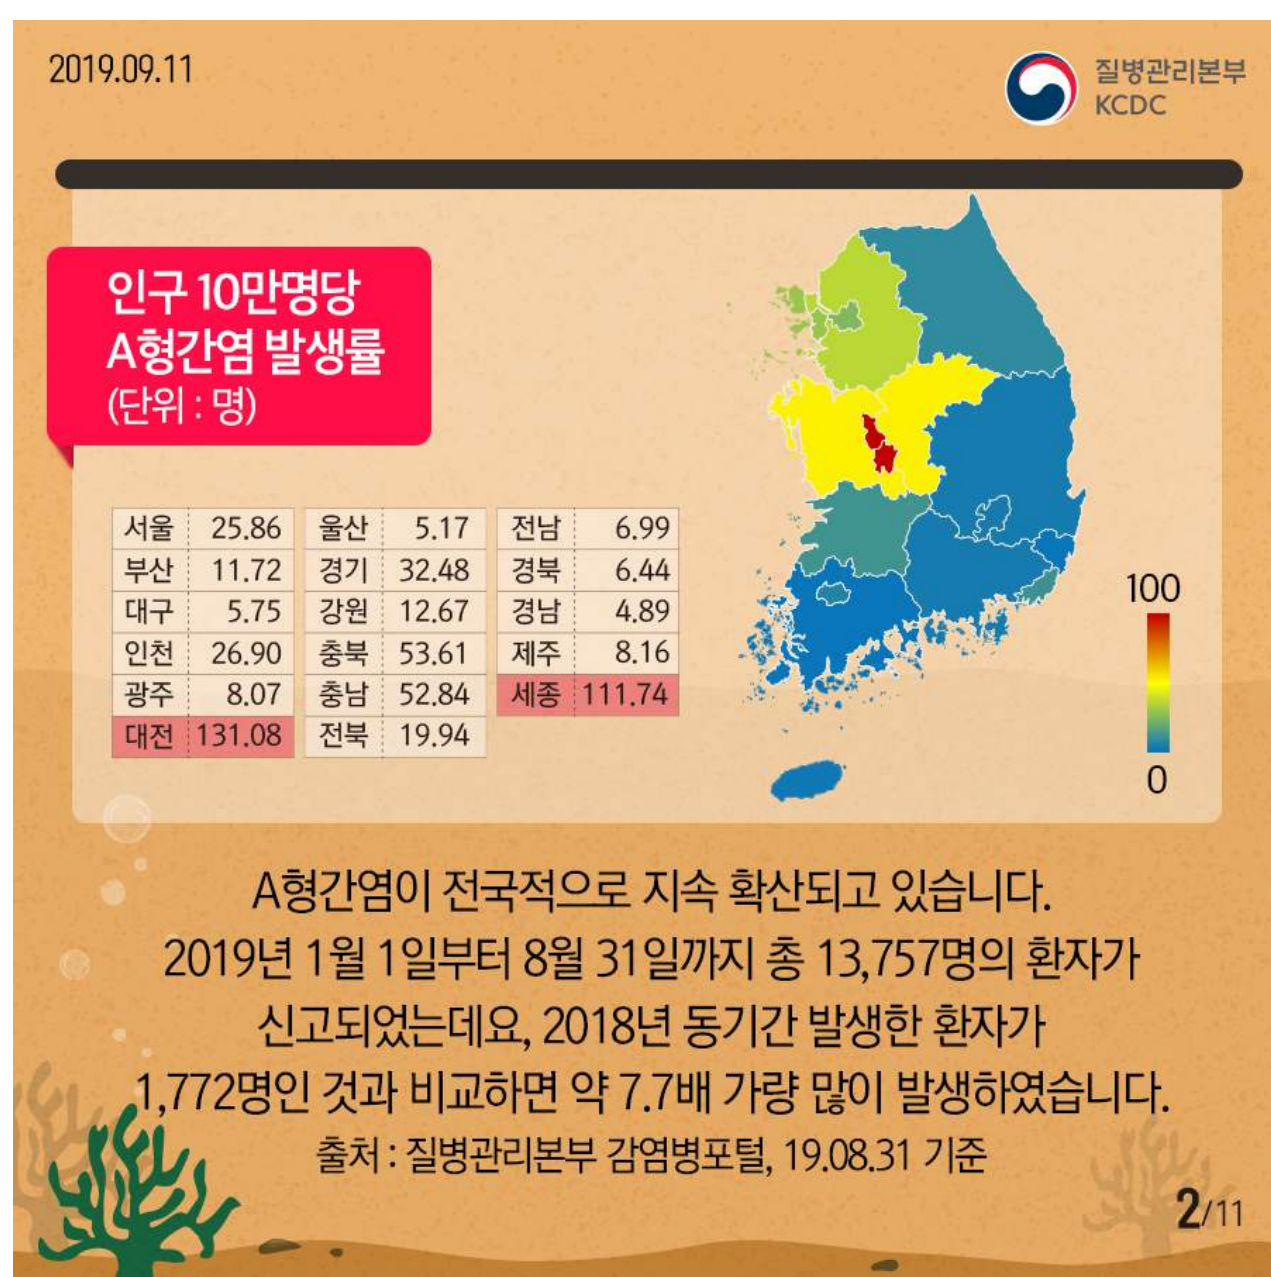 2019.09.11
질병관리본부
KCDC
인구 10만명당
A형간염 발생률
(단위 : 명)
서울 25.86 울산 5.17 전남 6.99
부산 11.72 경기 32.48 경북 6.44
대구 5.75 강원 12.67 경남 4.89
인천 26.90 충북 53.61 제주 8.16
광주 8.07 충남 52.84 세종 111.74
대전 131.08 전북 19.94
100
0
A형간염이 전국적으로 지속 확산되고 있습니다.
2019년 1월 1일부터 8월 31일까지 총 13,757명의 환자가
신고되었는데요, 2018년 동기간 발생한 환자가
1,772명인 것과 비교하면 약 7.7배 가량 많이 발생하였습니다.
출처 : 질병관리본부 감염병포털, 19.08.31 기준
2/11